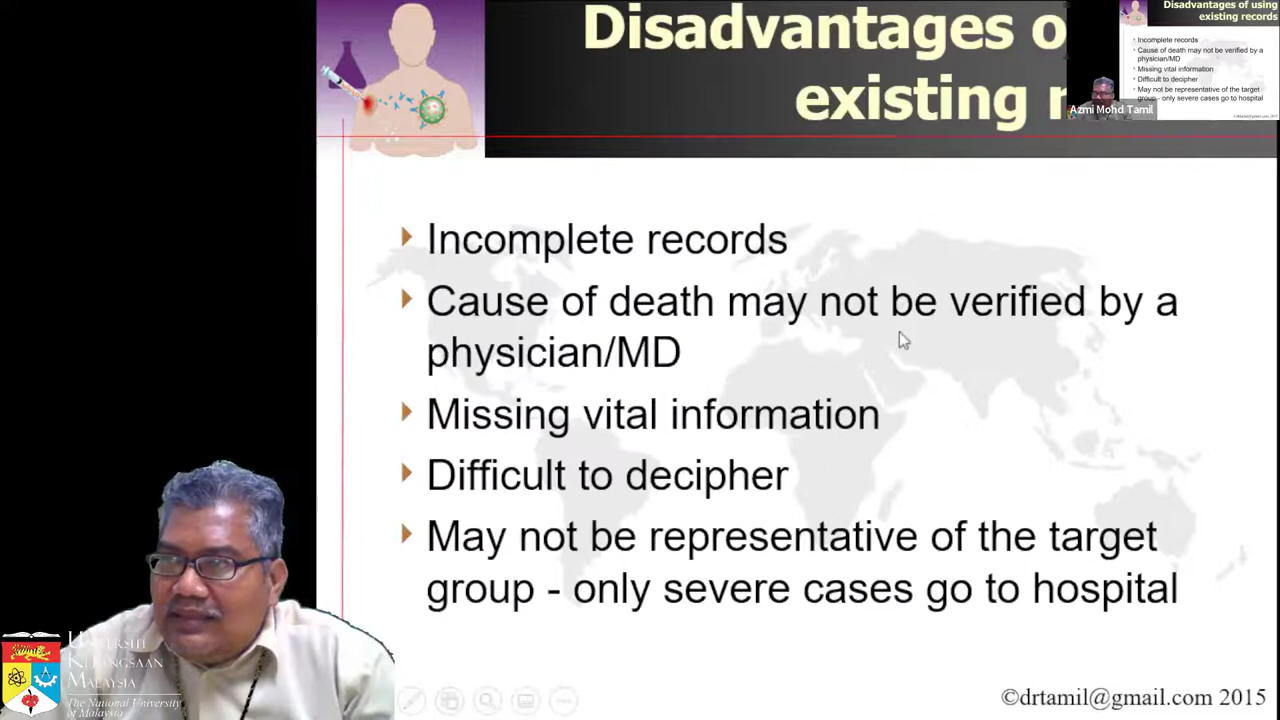 Disadvantages o
existing r
Disadvantages of using
existing records
Incomplete records
Cause of death may not be verified by a
physician/MD
Missing vital information
Difficult to decipher
May not be representative of the target
group - only severe cases go to hospital
Azmi Mohd Tamil
Incomplete records
Cause of death may not be verified by a
physician/MD
Missing vital information
Difficult to decipher
May not be representative of the target
group - only severe cases go to hospital
UNIVERSITI
KEBANGSAAN
MALAYSIA
The National University
of Malaysia
©drtamil@gmail.com 2015